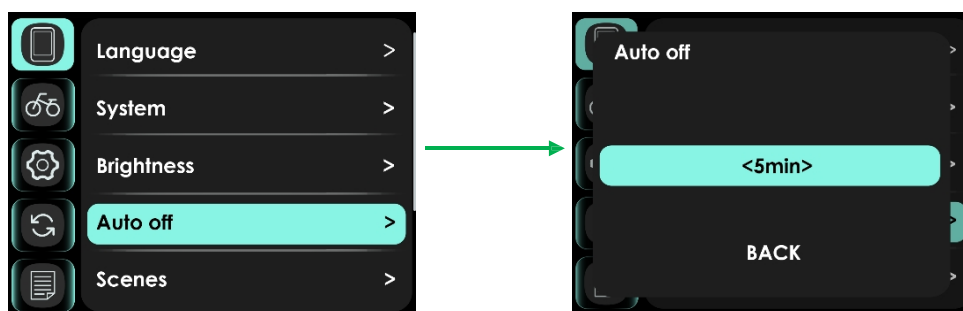 Language >
System >
Brightness >
Auto off >
Scenes >
Auto off
<5min>
BACK